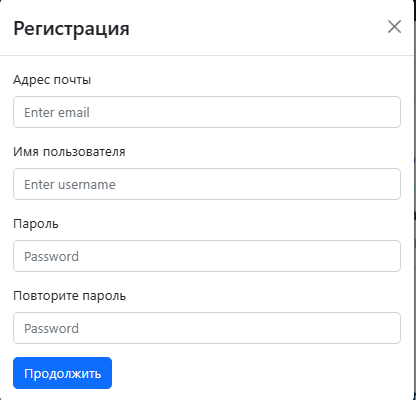 Регистрация
Адрес почты
Enter email
Имя пользователя
Enter username
Пароль
Password
Повторите пароль
Password
Продолжить